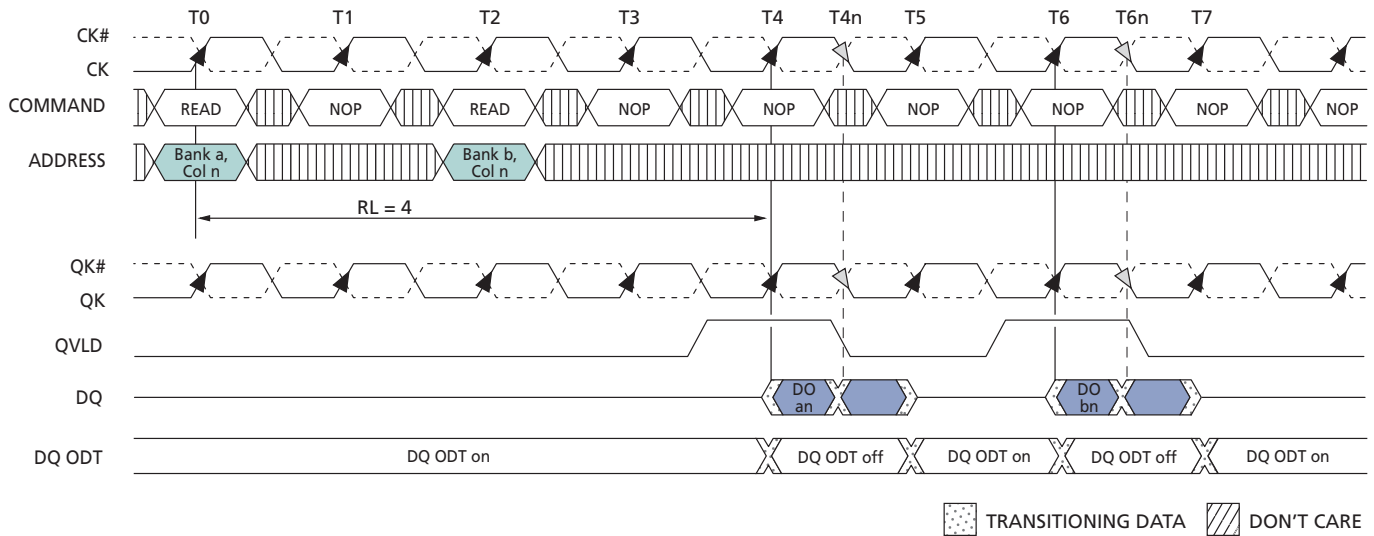 T0 T1 T2 T3 T4 T4n T5 T6 T6n T7
CK#
CK
COMMAND READ NOP READ NOP NOP NOP NOP NOP NOP
ADDRESS Bank a, Col n Bank b, Col n
RL = 4
QK#
QK
QVLD
DQ DO an DO bn
DQ ODT DQ ODT on DQ ODT off DQ ODT on DQ ODT off DQ ODT on
TRANSITIONING DATA DON'T CARE